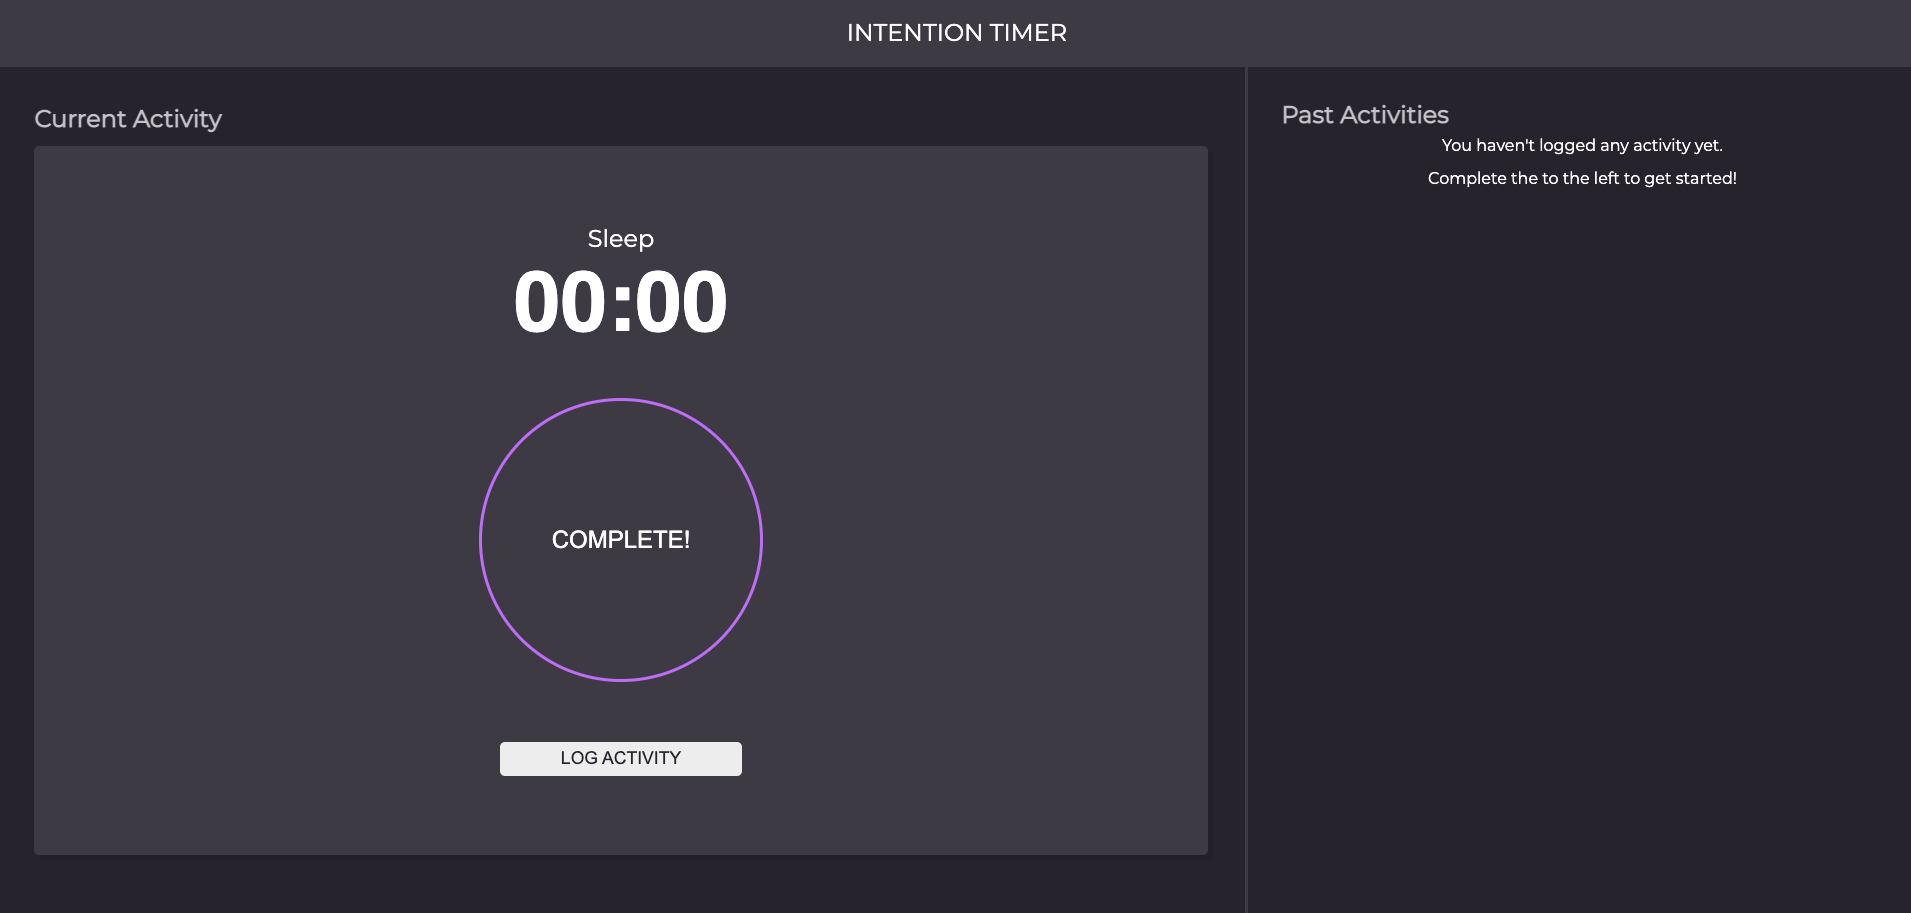 INTENTION TIMER
Current Activity
Sleep
00:00
COMPLETE!
LOG ACTIVITY
Past Activities
You haven't logged any activity yet.
Complete the to the left to get started!